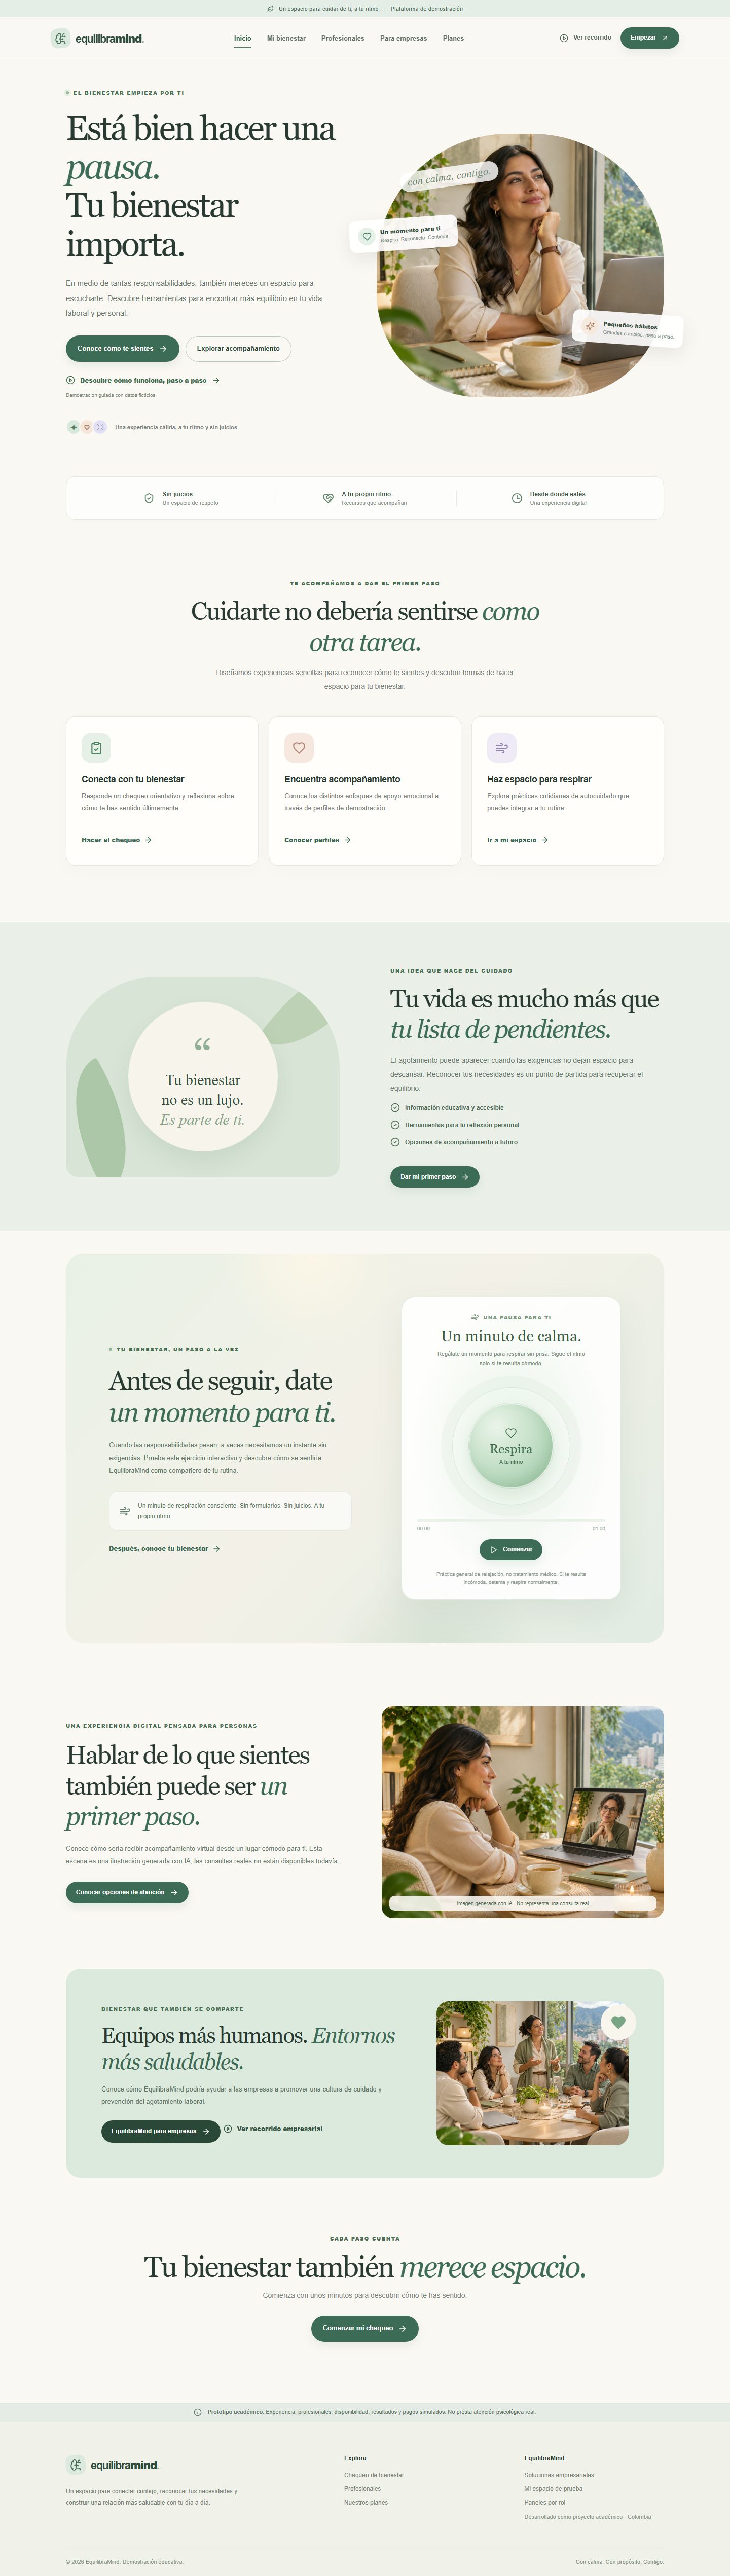 Un espacio para cuidar de ti, a tu ritmo Plataforma de demostración
equilibramind.
Inicio Mi bienestar Profesionales Para empresas Planes
Ver recorrido Empezar
EL BIENESTAR EMPIEZA POR TI
Está bien hacer una
pausa.
Tu bienestar
importa.
En medio de tantas responsabilidades, también mereces un espacio para
escucharte. Descubre herramientas para encontrar más equilibrio en tu vida
laboral y personal.
Conoce cómo te sientes Explorar acompañamiento
Descubre cómo funciona, paso a paso
Demostración guiada con datos ficticios
Una experiencia cálida, a tu ritmo y sin juicios
con calma, contigo.
Un momento para ti
Respira. Reconecta. Continúa.
Pequeños hábitos
Grandes cambios, paso a paso.
Sin juicios
Un espacio de respeto
A tu propio ritmo
Recursos que acompañan
Desde donde estés
Una experiencia digital
TE ACOMPAÑAMOS A DAR EL PRIMER PASO
Cuidarte no debería sentirse como
otra tarea.
Diseñamos experiencias sencillas para reconocer cómo te sientes y descubrir formas de hacer
espacio para tu bienestar.
Conecta con tu bienestar
Responde un chequeo orientativo y reflexiona sobre
cómo te has sentido últimamente.
Hacer el chequeo
Encuentra acompañamiento
Conoce los distintos enfoques de apoyo emocional a
través de perfiles de demostración.
Conocer perfiles
Haz espacio para respirar
Explora prácticas cotidianas de autocuidado que
puedes integrar a tu rutina.
Ir a mi espacio
“
Tu bienestar
no es un lujo.
Es parte de ti.
UNA IDEA QUE NACE DEL CUIDADO
Tu vida es mucho más que
tu lista de pendientes.
El agotamiento puede aparecer cuando las exigencias no dejan espacio para
descansar. Reconocer tus necesidades es un punto de partida para recuperar el
equilibrio.
Información educativa y accesible
Herramientas para la reflexión personal
Opciones de acompañamiento a futuro
Dar mi primer paso
TU BIENESTAR, UN PASO A LA VEZ
Antes de seguir, date
un momento para ti.
Cuando las responsabilidades pesan, a veces necesitamos un instante sin
exigencias. Prueba este ejercicio interactivo y descubre cómo se sentiría
EquilibraMind como compañero de tu rutina.
Un minuto de respiración consciente. Sin formularios. Sin juicios. A tu
propio ritmo.
Después, conoce tu bienestar
UNA PAUSA PARA TI
Un minuto de calma.
Regálate un momento para respirar sin prisa. Sigue el ritmo
solo si te resulta cómodo.
Respira
A tu ritmo
00:00 01:00
Comenzar
Práctica general de relajación, no tratamiento médico. Si te resulta
incómoda, detente y respira normalmente.
UNA EXPERIENCIA DIGITAL PENSADA PARA PERSONAS
Hablar de lo que sientes
también puede ser un
primer paso.
Conoce cómo sería recibir acompañamiento virtual desde un lugar cómodo para ti. Esta
escena es una ilustración generada con IA; las consultas reales no están disponibles todavía.
Conocer opciones de atención
Imagen generada con IA · No representa una consulta real
BIENESTAR QUE TAMBIÉN SE COMPARTE
Equipos más humanos. Entornos
más saludables.
Conoce cómo EquilibraMind podría ayudar a las empresas a promover una cultura de cuidado y
prevención del agotamiento laboral.
EquilibraMind para empresas Ver recorrido empresarial
CADA PASO CUENTA
Tu bienestar también merece espacio.
Comienza con unos minutos para descubrir cómo te has sentido.
Comenzar mi chequeo
Prototipo académico. Experiencia, profesionales, disponibilidad, resultados y pagos simulados. No presta atención psicológica real.
equilibramind.
Un espacio para conectar contigo, reconocer tus necesidades y
construir una relación más saludable con tu día a día.
Explora
Chequeo de bienestar
Profesionales
Nuestros planes
EquilibraMind
Soluciones empresariales
Mi espacio de prueba
Paneles por rol
Desarrollado como proyecto académico · Colombia
© 2026 EquilibraMind. Demostración educativa.
Con calma. Con propósito. Contigo.